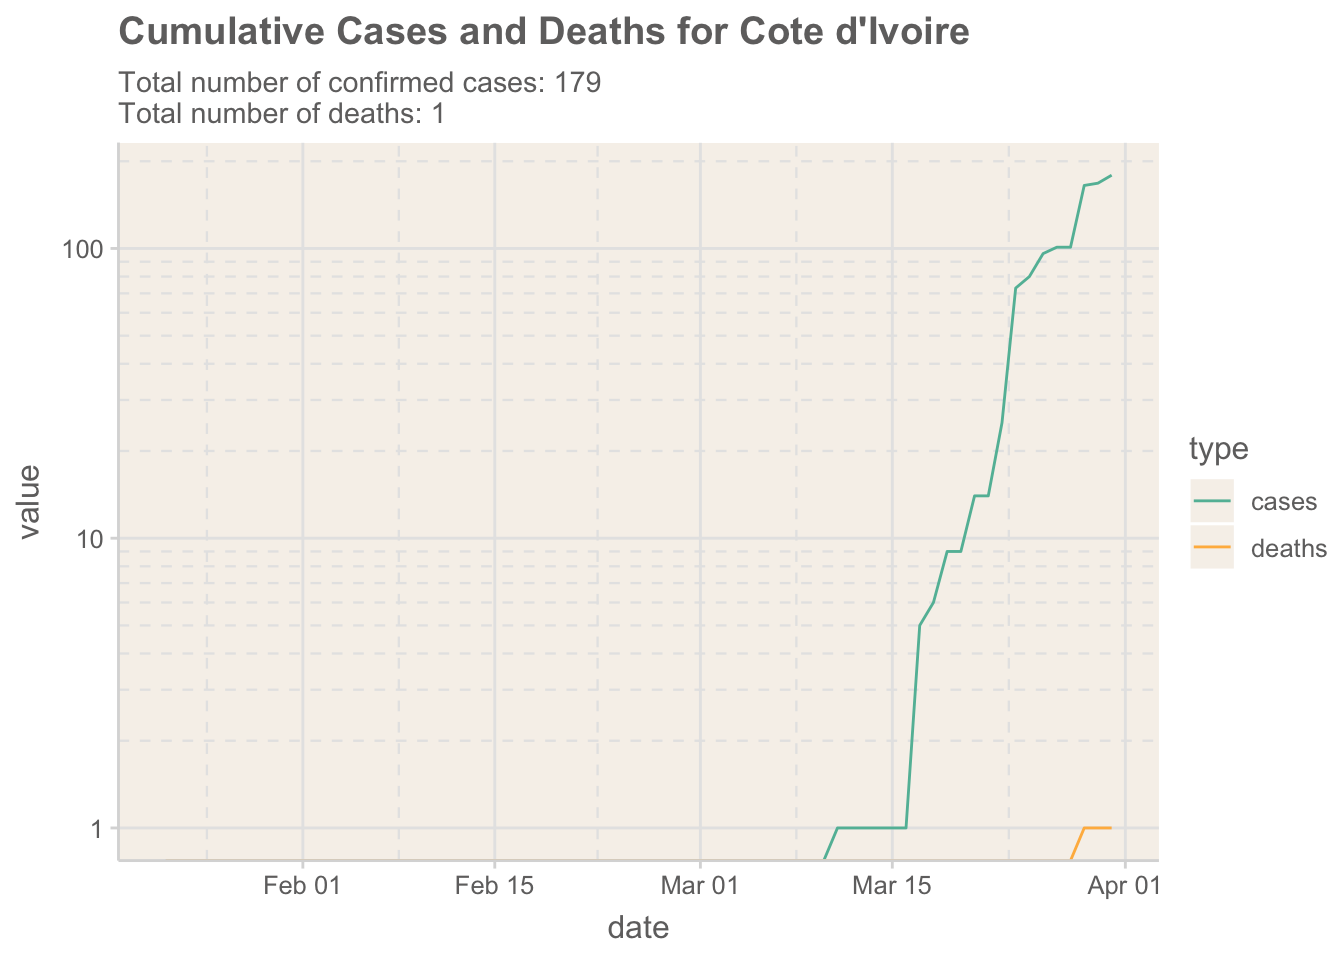 Cumulative Cases and Deaths for Cote d'Ivoire
Total number of confirmed cases: 179
Total number of deaths: 1
100
10
1
value
Feb 01
Feb 15
Mar 01
Mar 15
Apr 01
date
type
cases
deaths